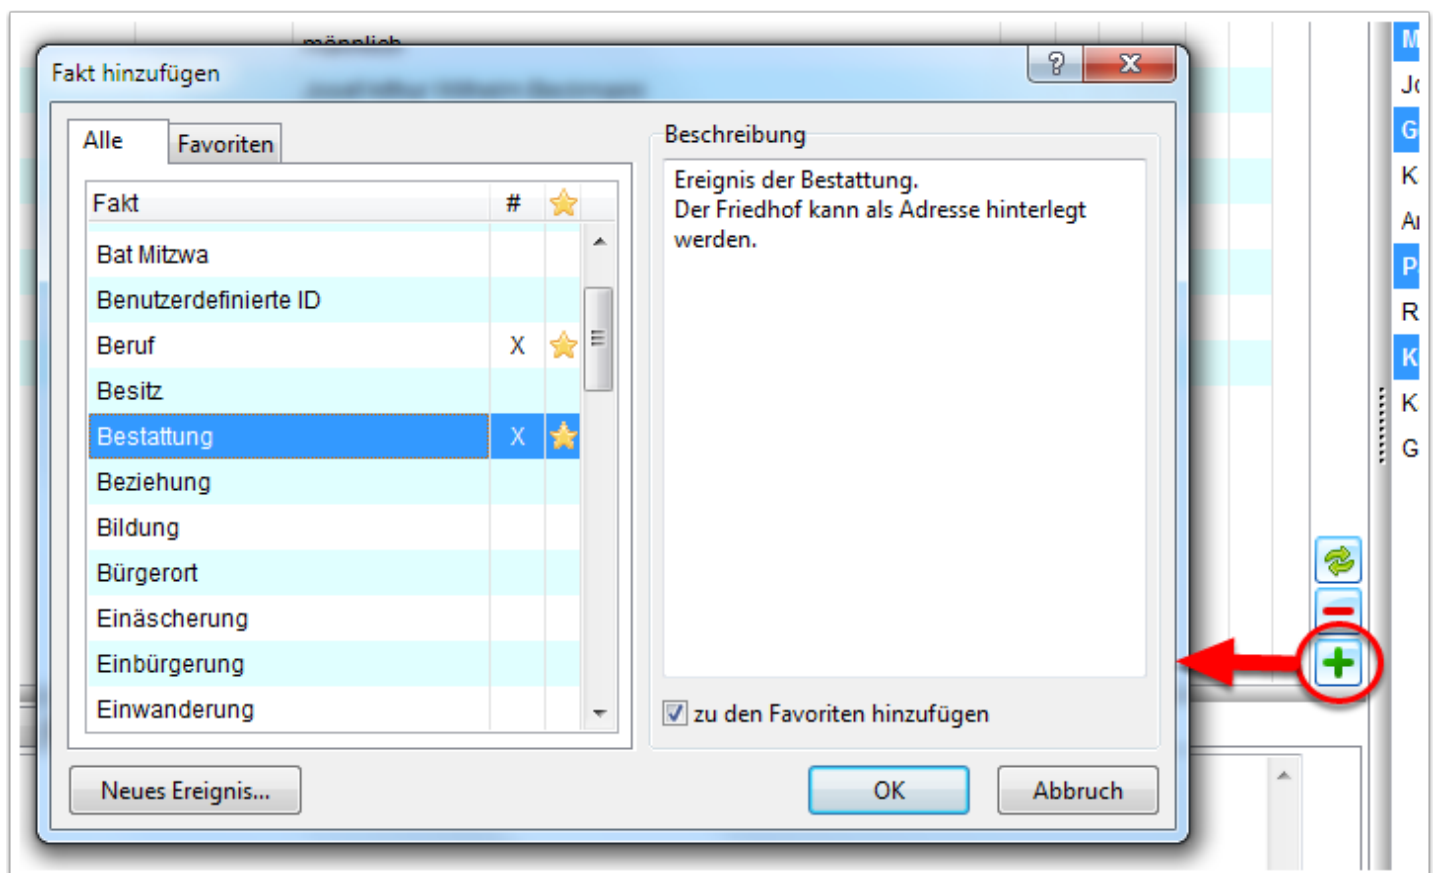 männlich
Fakt hinzufügen
?
X
Alle
Favoriten
Beschreibung
Fakt #
Ereignis der Bestattung.
Der Friedhof kann als Adresse hinterlegt
werden.
Bat Mitzwa
Benutzerdefinierte ID
Beruf X
Besitz
Bestattung X
Beziehung
Bildung
Bürgerort
Einäscherung
Einbürgerung
Einwanderung
zu den Favoriten hinzufügen
Neues Ereignis...
OK
Abbruch
M
G
K
P
R
K
K
G